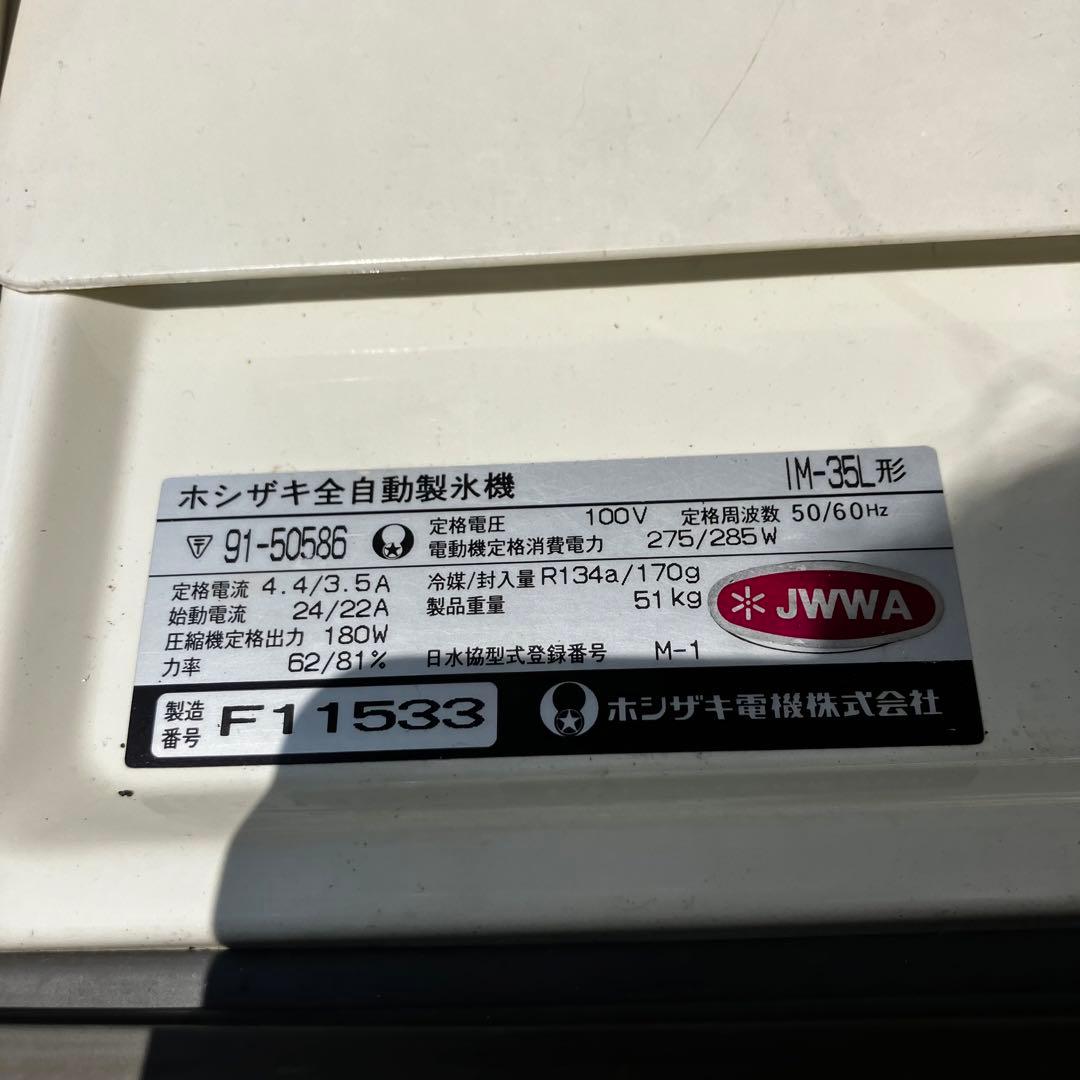 ホシザキ全自動製氷機 IM-35L形
〒 91-50586 定格電圧 100V 定格周波数 50/60Hz
電動機定格消費電力 275/285W
定格電流 4.4/3.5A 冷媒/封入量 R134a/170g
始動電流 24/22A 製品重量 51kg
圧縮機定格出力 180W
力率 62/81% 日水協型式登録番号 M-1
JWWA
製造番号 F11533 ホシザキ電機株式会社